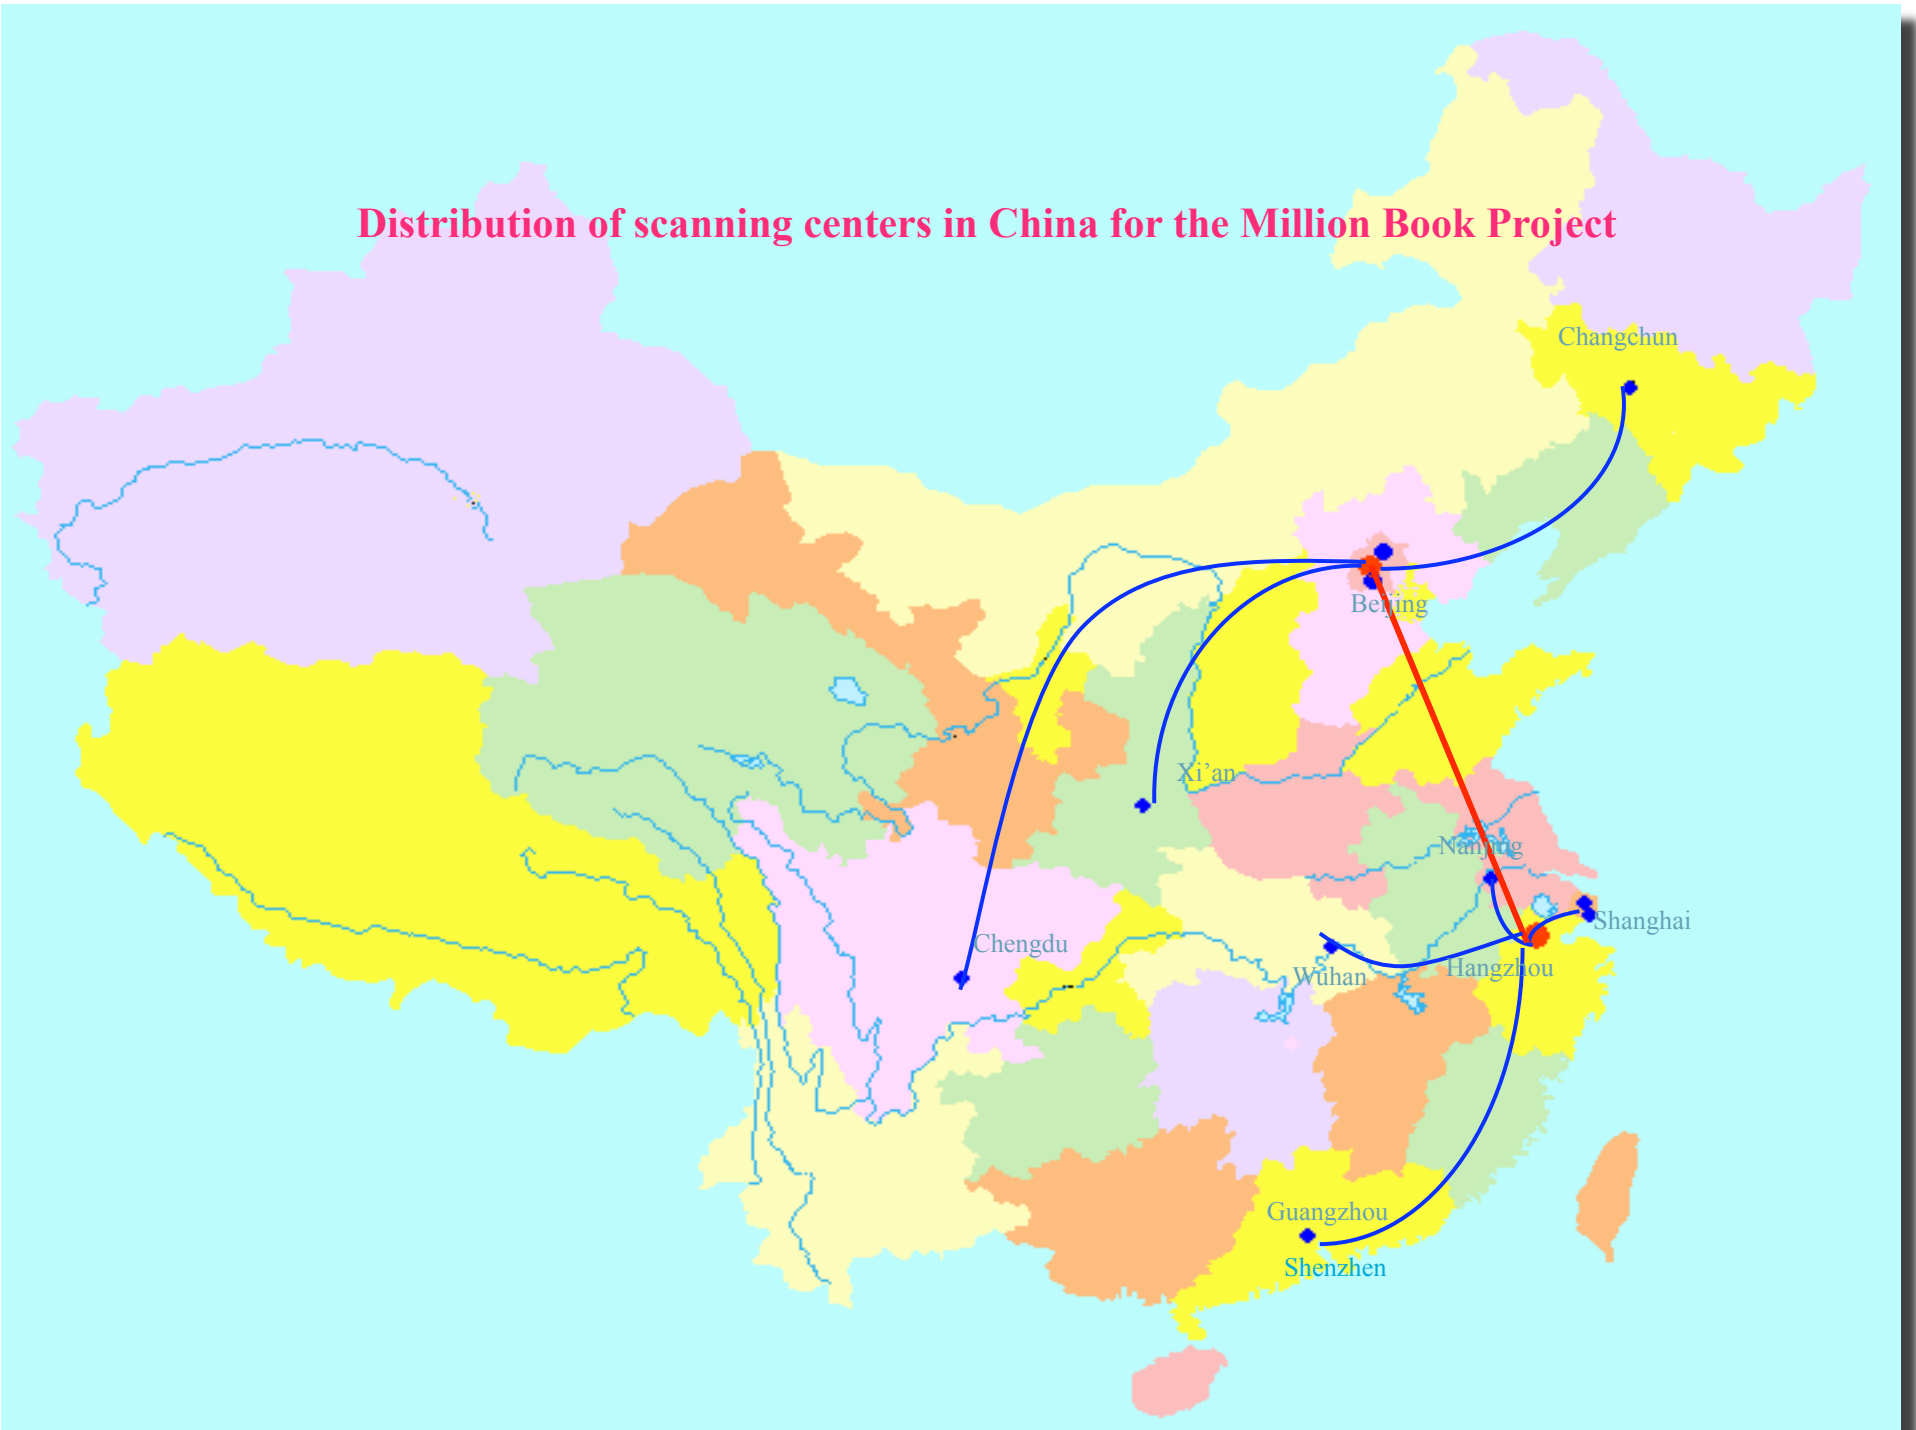 Distribution of scanning centers in China for the Million Book Project
Changchun
Beijing
Xi’an
Nanjing
Shanghai
Chengdu
Hangzhou
Wuhan
Guangzhou
Shenzhen